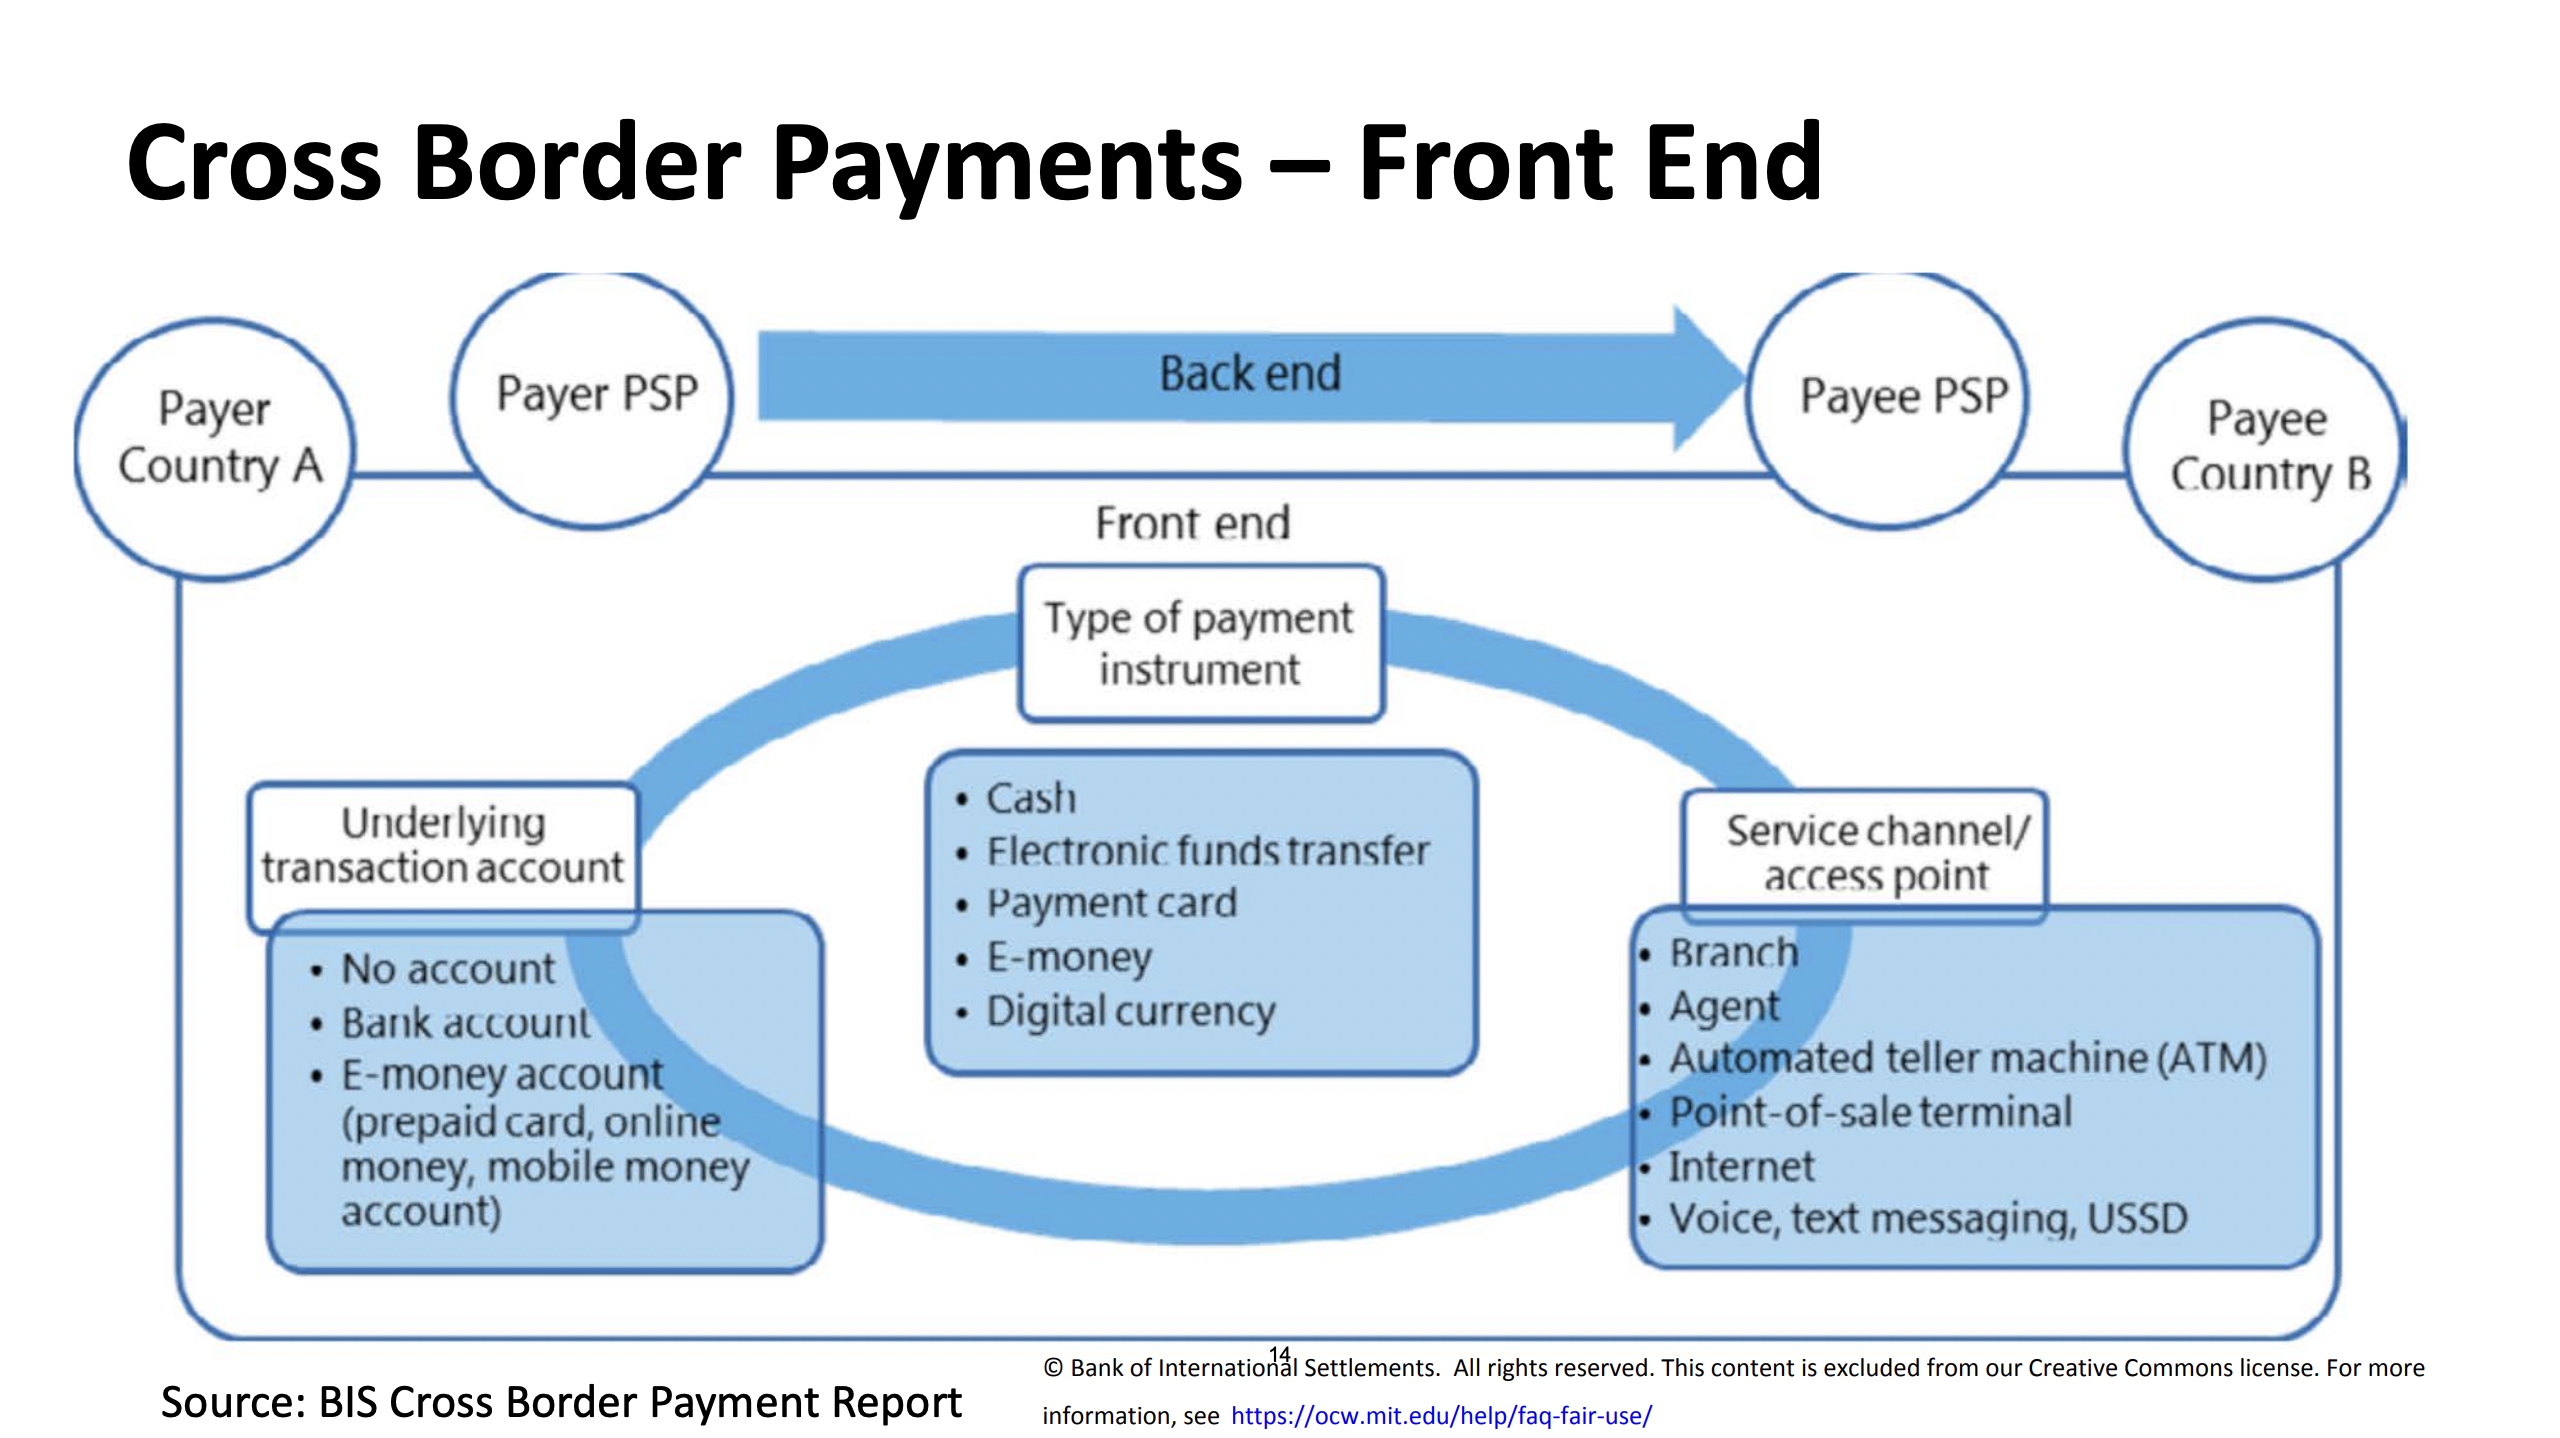 Cross Border Payments – Front End
Payer
Country A
Payer PSP
Back end
Payee PSP
Payee
Country B
Front end
Type of payment
instrument
• Cash
• Electronic funds transfer
• Payment card
• E-money
• Digital currency
Underlying
transaction account
• No account
• Bank account
• E-money account
(prepaid card, online
money, mobile money
account)
Service channel/
access point
• Branch
• Agent
• Automated teller machine (ATM)
• Point-of-sale terminal
• Internet
• Voice, text messaging, USSD
14
Source: BIS Cross Border Payment Report
© Bank of International Settlements. All rights reserved. This content is excluded from our Creative Commons license. For more
information, see https://ocw.mit.edu/help/faq-fair-use/